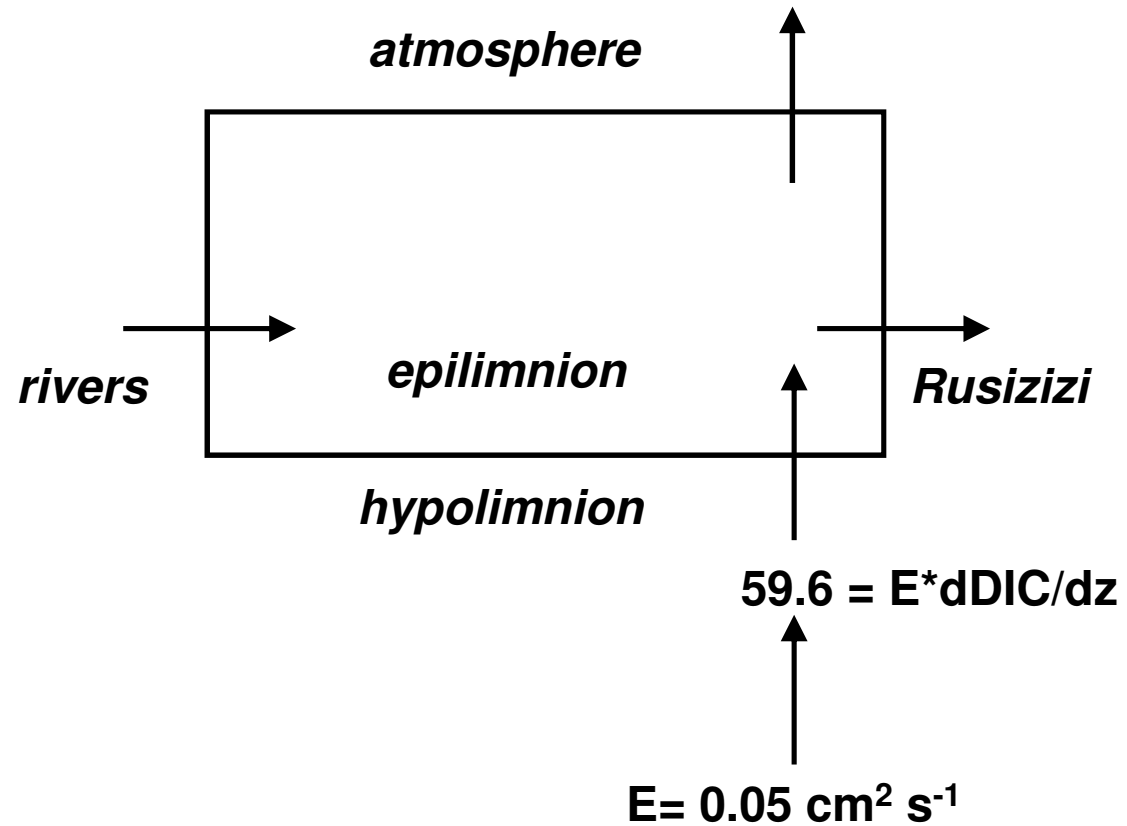 atmosphere
rivers
epilimnion
Rusizizi
hypolimnion
59.6 = E*dDIC/dz
E= 0.05 cm² s⁻¹